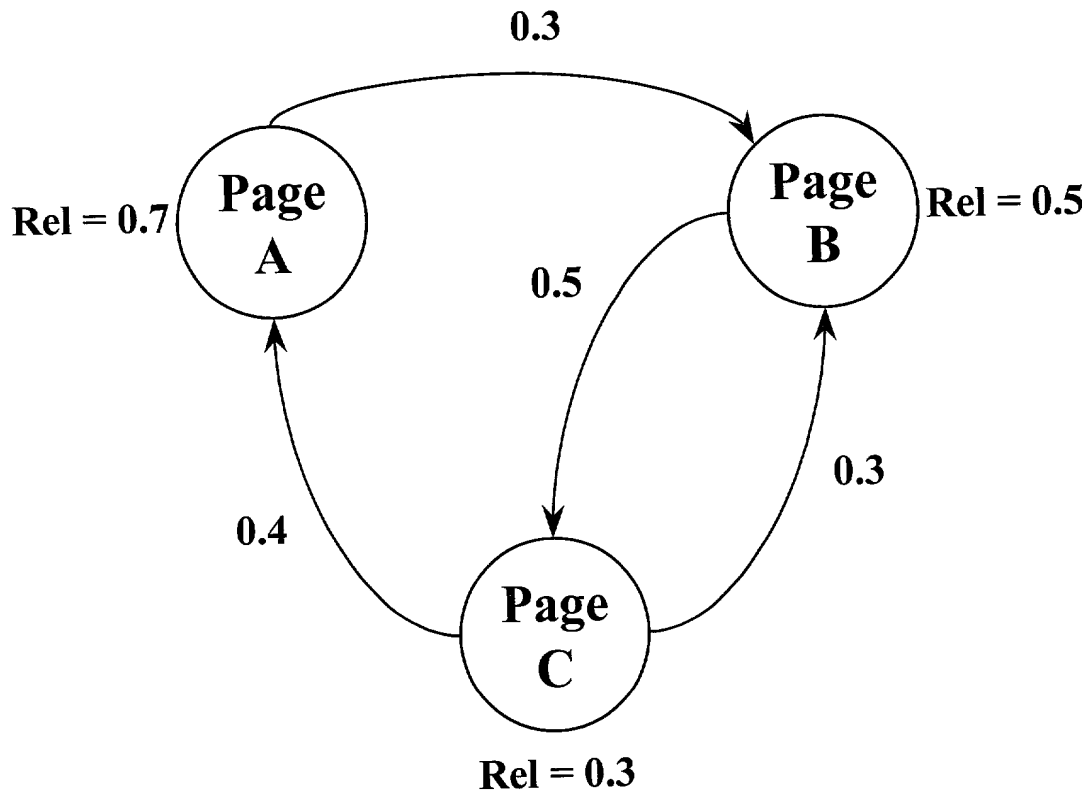 0.3
Page
A
Rel = 0.7
Page
B
Rel = 0.5
0.5
0.3
0.4
Page
C
Rel = 0.3